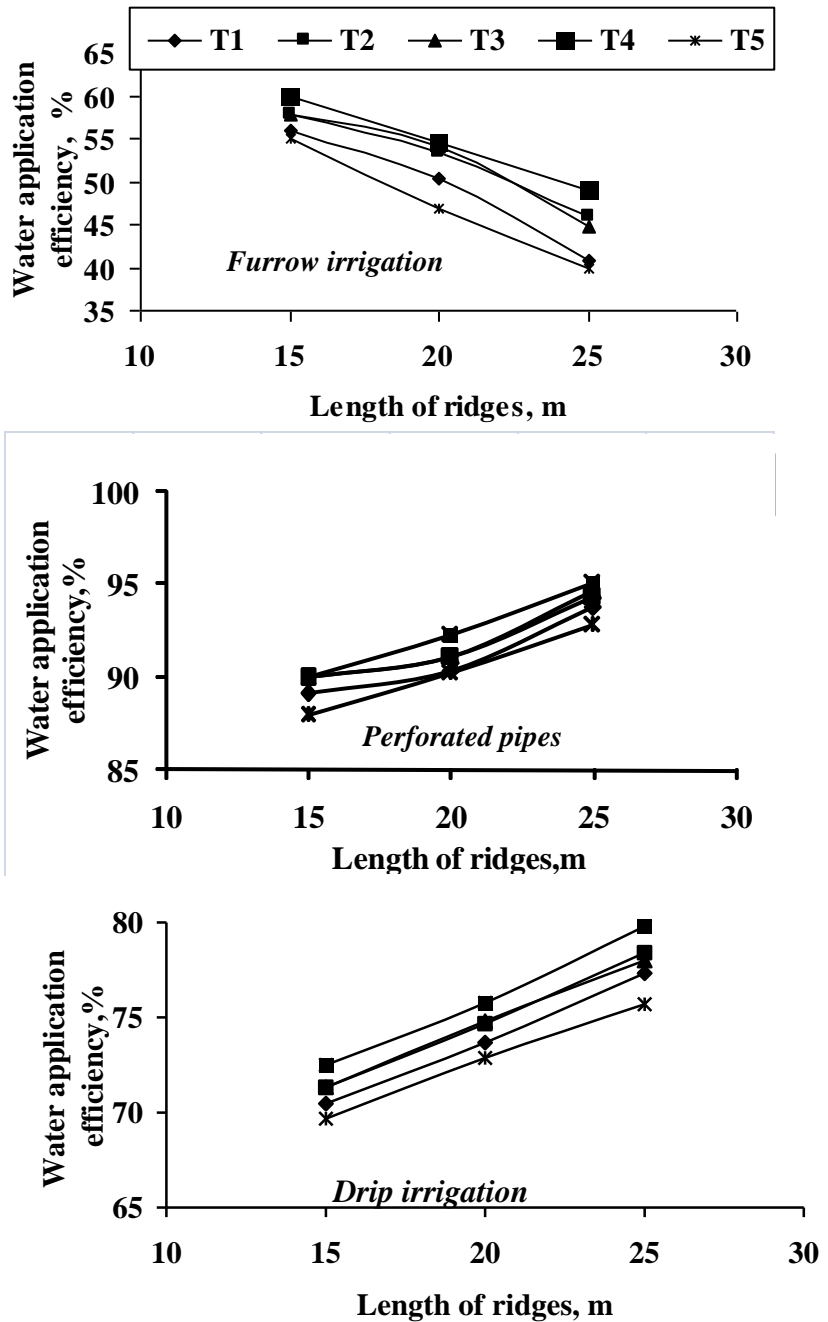 T1 T2 T3 T4 T5
Water application
efficiency, %
65
60
55
50
45
40
35
Furrow irrigation
10 15 20 25 30
Length of ridges, m
Water application
efficiency,%
100
95
90
85
Perforated pipes
10 15 20 25 30
Length of ridges,m
Water application
efficiency,%
80
75
70
65
Drip irrigation
10 15 20 25 30
Length of ridges, m